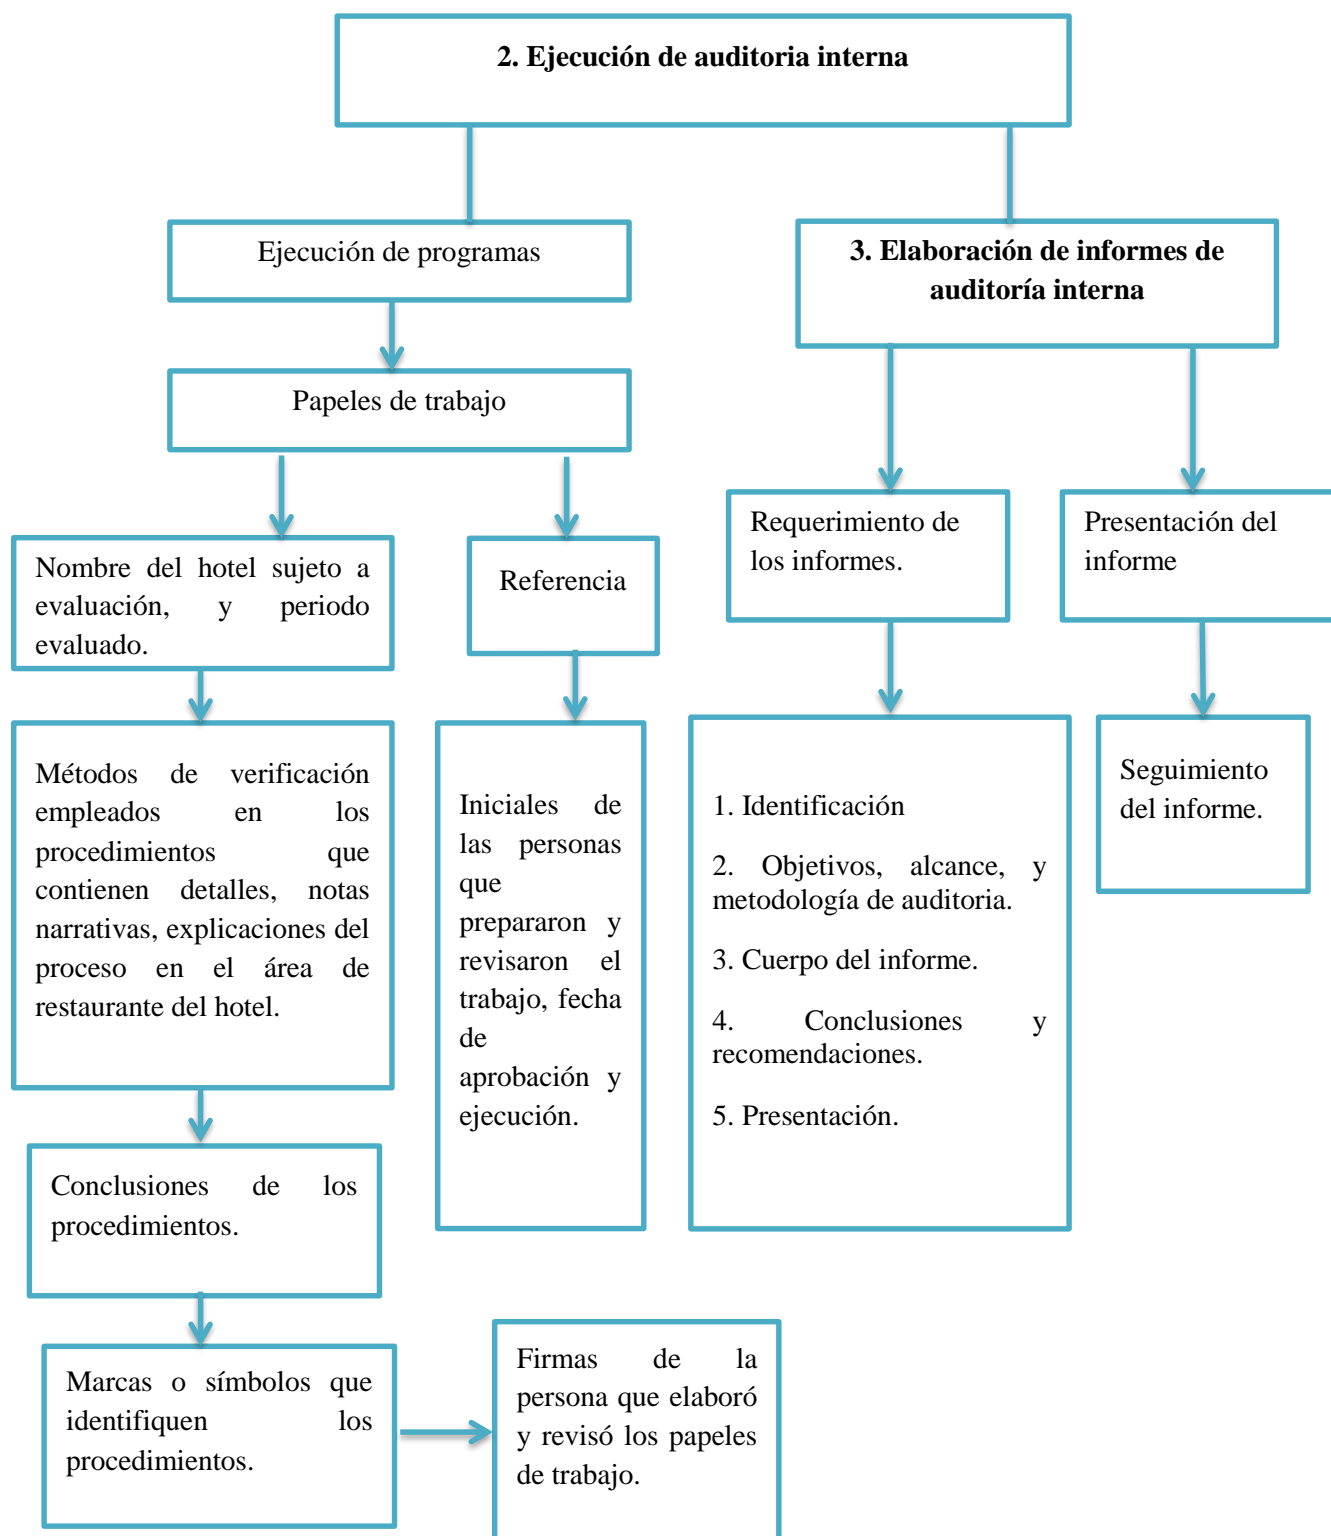 2. Ejecución de auditoria interna
Ejecución de programas
3. Elaboración de informes de
auditoría interna
Papeles de trabajo
Nombre del hotel sujeto a
evaluación, y periodo
evaluado.
Referencia
Requerimiento de
los informes.
Presentación del
informe
Métodos de verificación
empleados en los
procedimientos que
contienen detalles, notas
narrativas, explicaciones del
proceso en el área de
restaurante del hotel.
Iniciales de
las personas
que
prepararon y
revisaron el
trabajo, fecha
de
aprobación y
ejecución.
1. Identificación
2. Objetivos, alcance, y
metodología de auditoria.
3. Cuerpo del informe.
4. Conclusiones y
recomendaciones.
5. Presentación.
Seguimiento
del informe.
Conclusiones de los
procedimientos.
Marcas o símbolos que
identifiquen los
procedimientos.
Firmas de la
persona que elaboró
y revisó los papeles
de trabajo.